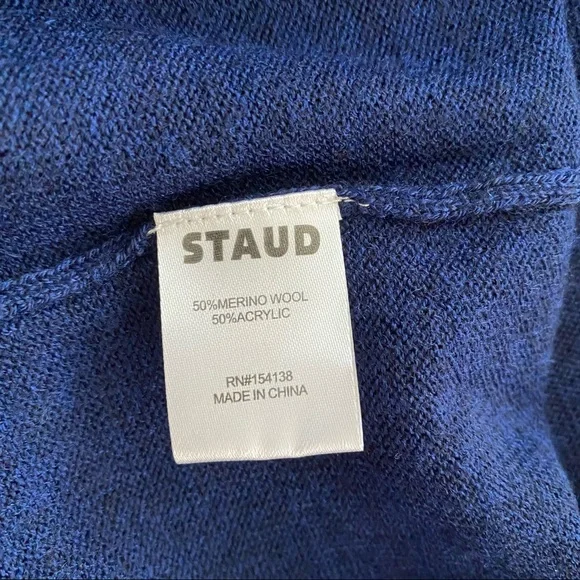 STAUD
50%MERINO WOOL
50%ACRYLIC
RN#154138
MADE IN CHINA